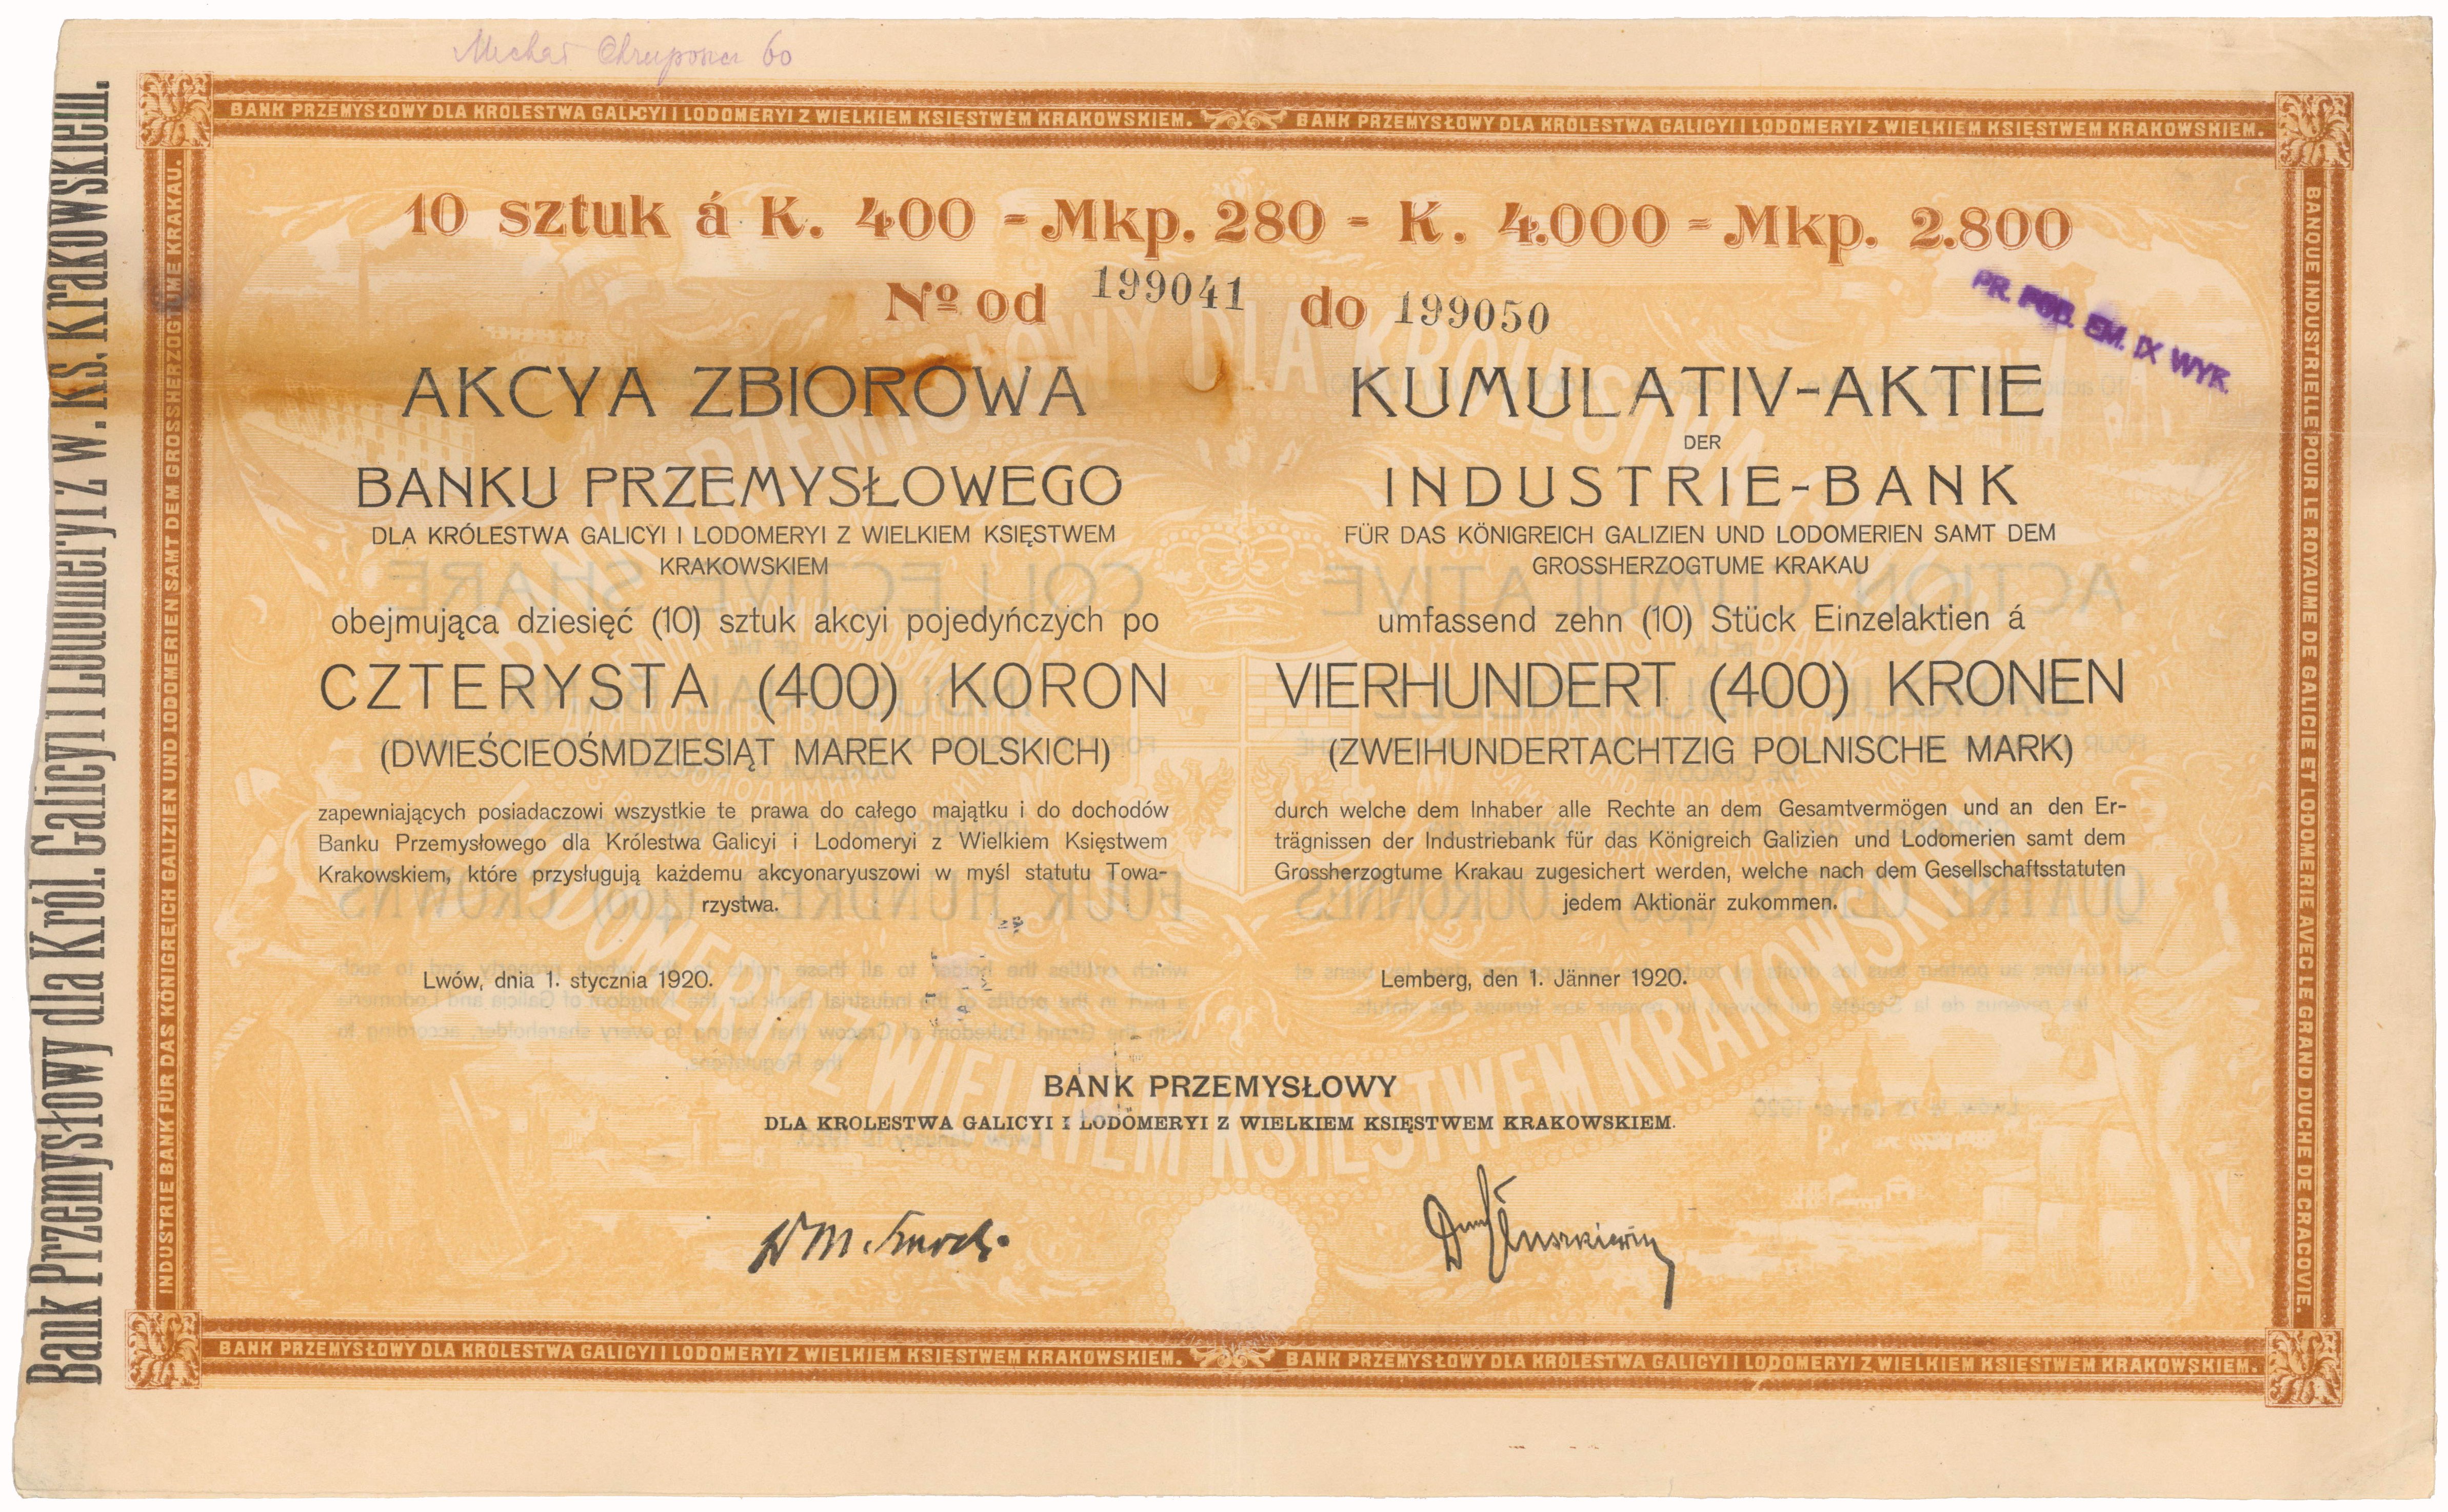 Bank Przemysłowy dla Król. Galicyi i Lodomeryi z W. Ks. Krakowskiem.
BANK PRZEMYSŁOWY DLA KROLESTWA GALICYI I LODOMERYI Z WIELKIEM KSIESTWEM KRAKOWSKIEM. BANK PRZEMYSŁOWY DLA KRÓLESTWA GALICYI I LODOMERYI Z WIELKIEM KSIĘSTWEM KRAKOWSKIEM.
INDUSTRIE BANK FÜR DAS KÖNIGREICH GALIZIEN UND LODOMERIEN SAMT DEM GROSSHERZOGTUME KRAKAU.
BANQUE INDUSTRIELLE POUR LE ROYAUME DE GALICIE ET LODOMERIE AVEC LE GRAND DUCHE DE CRACOVIE.
10 sztuk á K. 400 = Mkp. 280 = K. 4.000 = Mkp. 2.800
Nº od 199041 do 199050
PR. POB. EM. IX WYK.
AKCYA ZBIOROWA
BANKU PRZEMYSŁOWEGO
DLA KRÓLESTWA GALICYI I LODOMERYI Z WIELKIEM KSIĘSTWEM
KRAKOWSKIEM
obejmująca dziesięć (10) sztuk akcyi pojedyńczych po
CZTERYSTA (400) KORON
(DWIEŚCIEOŚMDZIESIĄT MAREK POLSKICH)
zapewniających posiadaczowi wszystkie te prawa do całego majątku i do dochodów
Banku Przemysłowego dla Królestwa Galicyi i Lodomeryi z Wielkiem Księstwem
Krakowskiem, które przysługują każdemu akcyonaryuszowi w myśl statutu Towa-
rzystwa.
Lwów, dnia 1. stycznia 1920.
KUMULATIV-AKTIE
DER
INDUSTRIE-BANK
FÜR DAS KÖNIGREICH GALIZIEN UND LODOMERIEN SAMT DEM
GROSSHERZOGTUME KRAKAU
umfassend zehn (10) Stück Einzelaktien á
VIERHUNDERT (400) KRONEN
(ZWEIHUNDERTACHTZIG POLNISCHE MARK)
durch welche dem Inhaber alle Rechte an dem Gesamtvermögen und an den Er-
trägnissen der Industriebank für das Königreich Galizien und Lodomerien samt dem
Grossherzogtume Krakau zugesichert werden, welche nach dem Gesellschaftsstatuten
jedem Aktionär zukommen.
Lemberg, den 1. Jänner 1920.
BANK PRZEMYSŁOWY
DLA KROLESTWA GALICYI I LODOMERYI Z WIELKIEM KSIĘSTWEM KRAKOWSKIEM.
BANK PRZEMYSŁOWY DLA KROLESTWA GALICYI I LODOMERYI Z WIELKIEM KSIESTWEM KRAKOWSKIEM. BANK PRZEMYSŁOWY DLA KRÓLESTWA GALICYI I LODOMERYI Z WIELKIEM KSIESTWEM KRAKOWSKIEM.